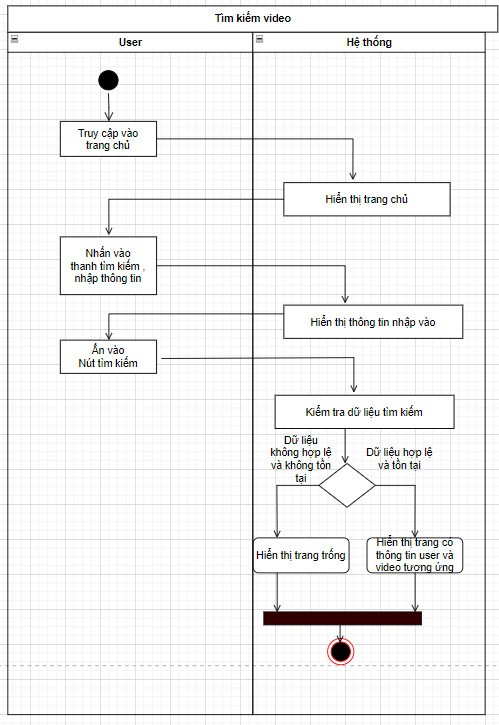 Tìm kiếm video
User
Hệ thống
Truy cập vào
trang chủ
Hiển thị trang chủ
Nhấn vào
thanh tìm kiếm ,
nhập thông tin
Hiển thị thông tin nhập vào
Ấn vào
Nút tìm kiếm
Kiểm tra dữ liệu tìm kiếm
Dữ liệu
không hợp lệ
và không tồn
tại
Dữ liệu hợp lệ
và tồn tại
Hiển thị trang trống
Hiển thị trang có
thông tin user và
video tương ứng